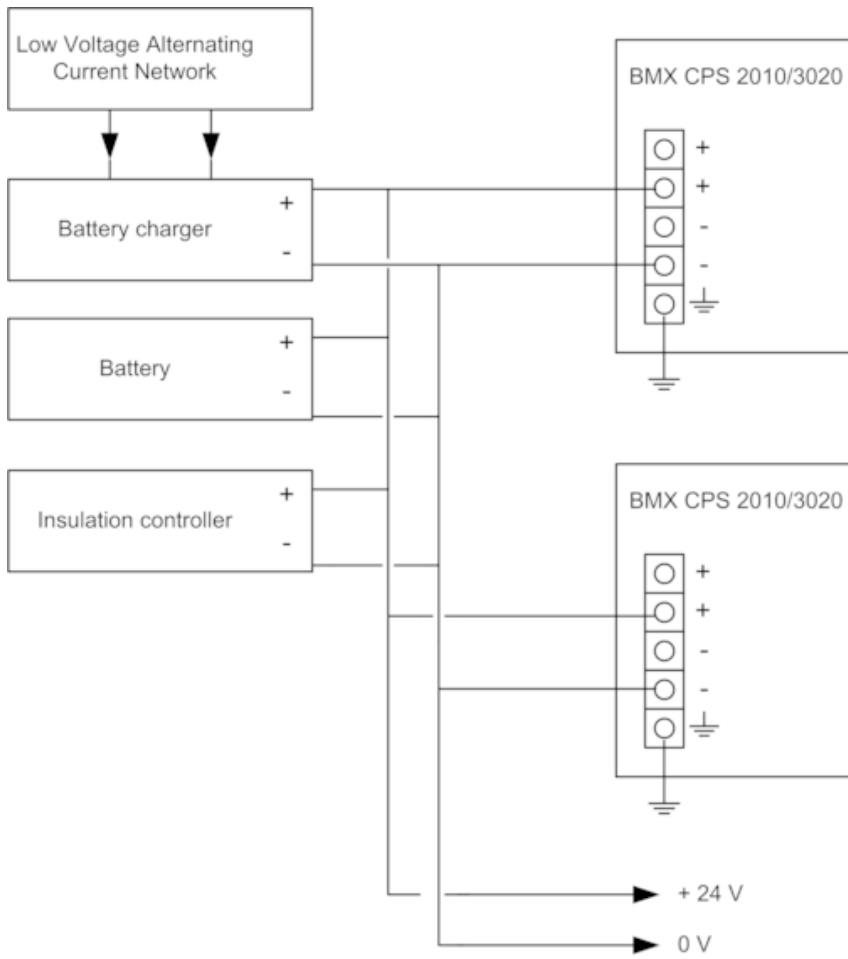 Low Voltage Alternating
Current Network
Battery charger
+
-
Battery
+
-
Insulation controller
+
-
BMX CPS 2010/3020
+
+
-
-
BMX CPS 2010/3020
+
+
-
-
+ 24 V
0 V